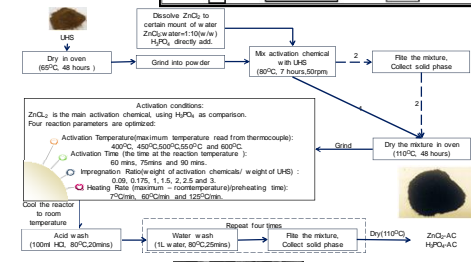 Dissolve ZnCl2 to
certain mount of water
ZnCl2:water=1:10(w/w)
H3PO4 directly add.
UHS
Dry in oven
(65°C, 48 hours )
Grind into powder
Mix activation chemical
with UHS
(80°C, 7 hours,50rpm)
2
Flite the mixture,
Collect solid phase
1
2
Activation conditions:
ZnCL2 is the main activation chemical, using H3PO4 as comparison.
Four reaction parameters are optimized:
Activation Temperature(maximum temperature read from thermocouple):
400°C, 450°C,500°C,550°C and 600°C.
Activation Time (the time at the reaction temperature ):
60 mins, 75mins and 90 mins.
Impregnation Ratio(weight of activation chemicals/ weight of UHS) :
0.09, 0.175, 1, 1.5, 2, 2.5 and 3.
Heating Rate (maximum – roomtemperation)/preheating time):
7°C/min, 60°C/min and 125°C/min.
Grind
Dry the mixture in oven
(110°C, 48 hours)
Cool the reactor
to room
temperature
Repeat four times
Acid wash
(100ml HCl, 80°C,20mins)
Water wash
(1L water, 80°C,25mins)
Flite the mixture,
Collect solid phase
Dry(110°C)
ZnCl2-AC
H3PO4-AC